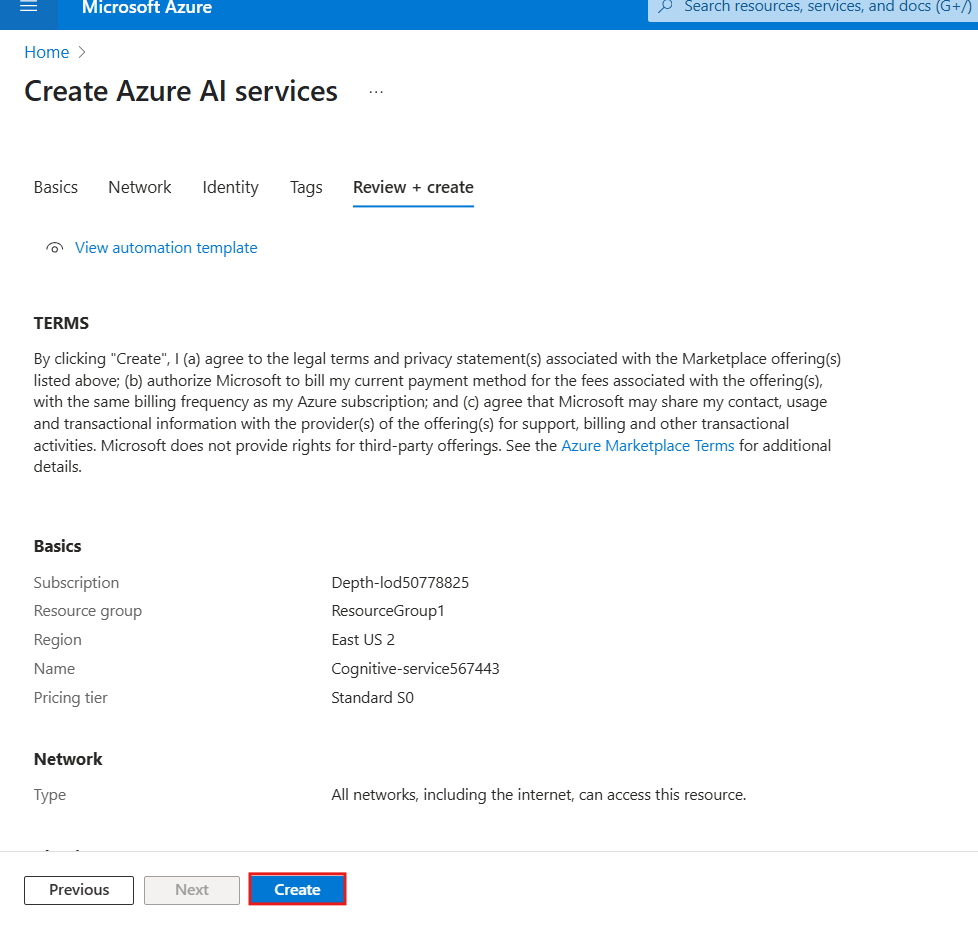 Microsoft Azure
Search resources, services, and docs (G+/)
Home
Create Azure AI services
...
Basics Network Identity Tags Review + create
View automation template
TERMS
By clicking "Create", I (a) agree to the legal terms and privacy statement(s) associated with the Marketplace offering(s)
listed above; (b) authorize Microsoft to bill my current payment method for the fees associated with the offering(s),
with the same billing frequency as my Azure subscription; and (c) agree that Microsoft may share my contact, usage
and transactional information with the provider(s) of the offering(s) for support, billing and other transactional
activities. Microsoft does not provide rights for third-party offerings. See the Azure Marketplace Terms for additional
details.
Basics
Subscription Depth-lod50778825
Resource group ResourceGroup1
Region East US 2
Name Cognitive-service567443
Pricing tier Standard S0
Network
Type All networks, including the internet, can access this resource.
Previous Next Create